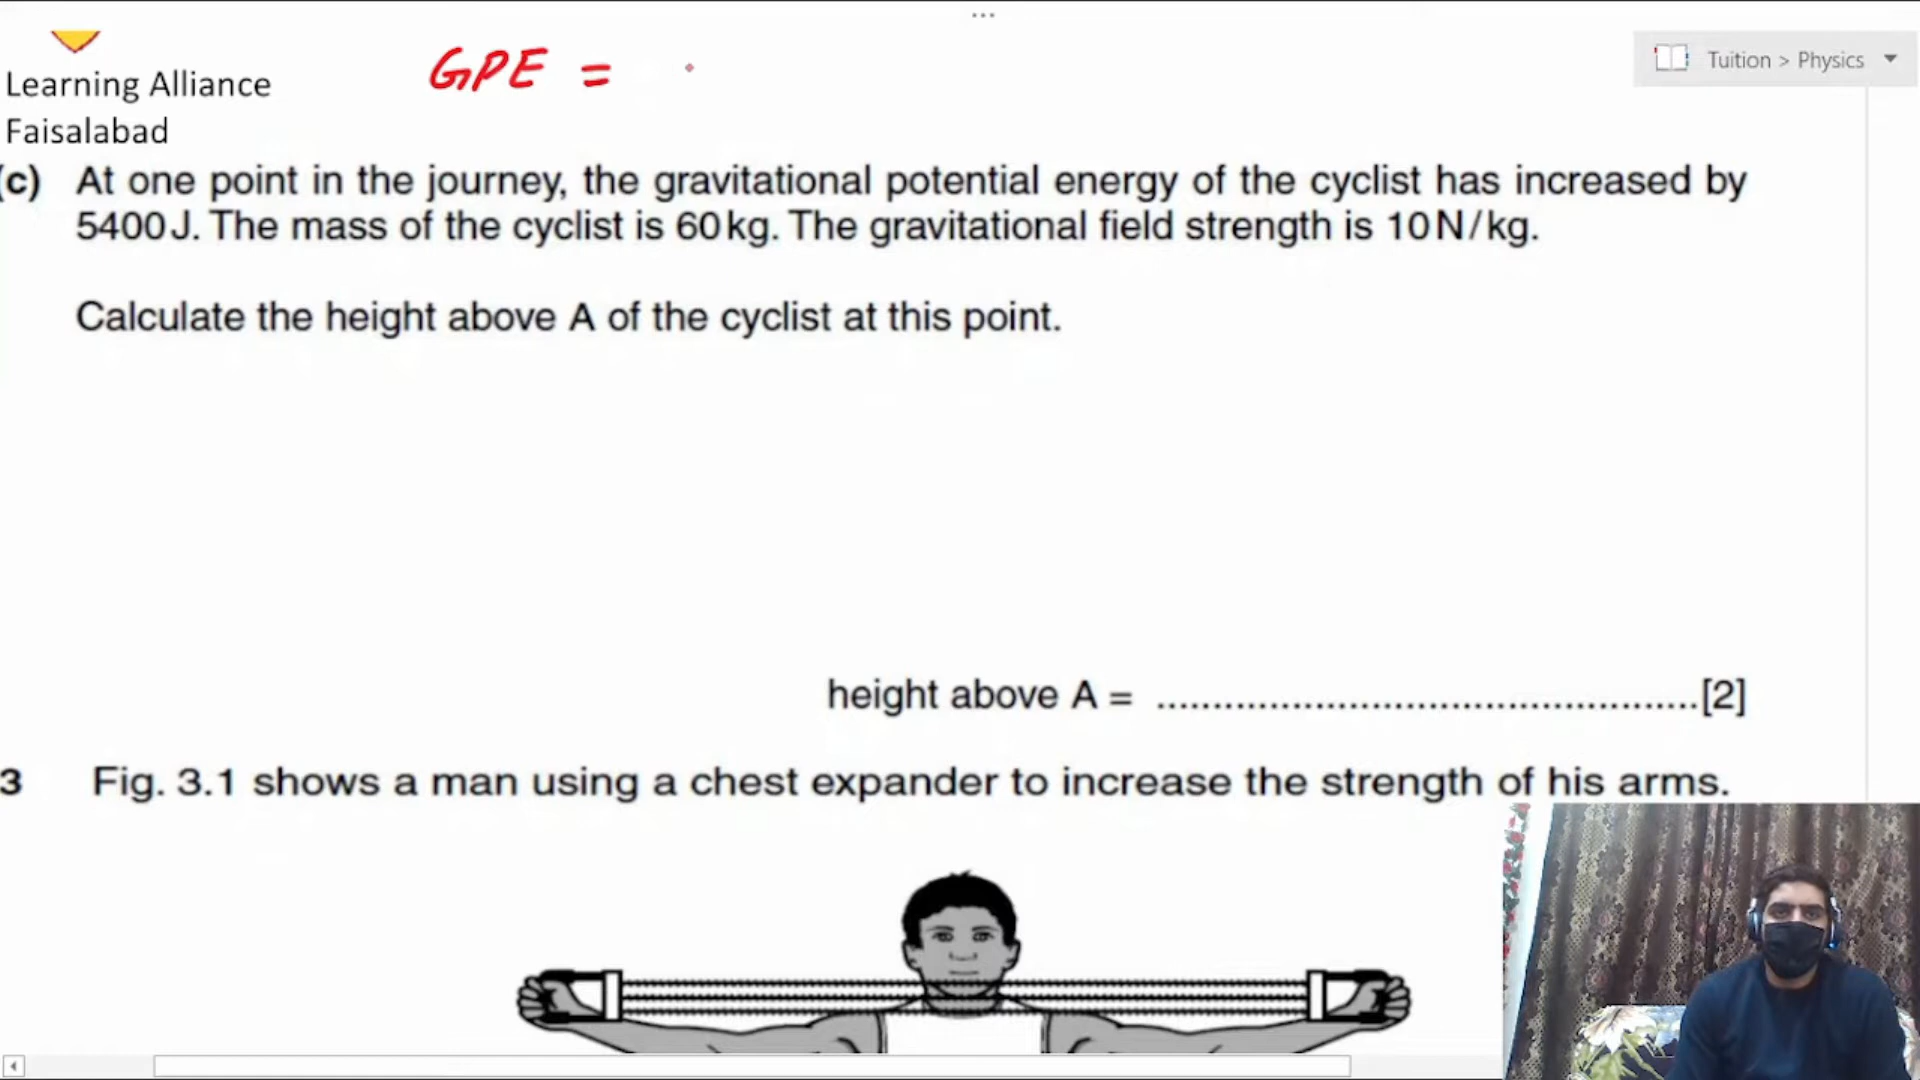 ...
Learning Alliance
Faisalabad
GPE =
Tuition > Physics
(c) At one point in the journey, the gravitational potential energy of the cyclist has increased by
5400 J. The mass of the cyclist is 60 kg. The gravitational field strength is 10 N/kg.
Calculate the height above A of the cyclist at this point.
height above A = ................................................[2]
3 Fig. 3.1 shows a man using a chest expander to increase the strength of his arms.